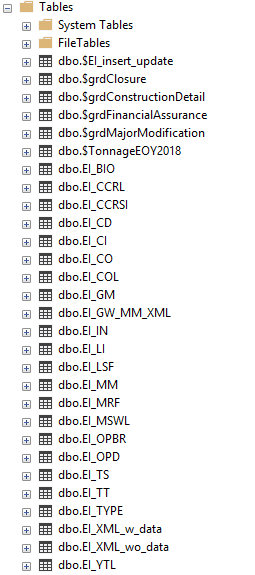 Tables
System Tables
FileTables
dbo.$EI_insert_update
dbo.$grdClosure
dbo.$grdConstructionDetail
dbo.$grdFinancialAssurance
dbo.$grdMajorModification
dbo.$TonnageEOY2018
dbo.EI_BIO
dbo.EI_CCRL
dbo.EI_CCRSI
dbo.EI_CD
dbo.EI_CI
dbo.EI_CO
dbo.EI_COL
dbo.EI_GM
dbo.EI_GW_MM_XML
dbo.EI_IN
dbo.EI_LI
dbo.EI_LSF
dbo.EI_MM
dbo.EI_MRF
dbo.EI_MSWL
dbo.EI_OPBR
dbo.EI_OPD
dbo.EI_TS
dbo.EI_TT
dbo.EI_TYPE
dbo.EI_XML_w_data
dbo.EI_XML_wo_data
dbo.EI_YTL